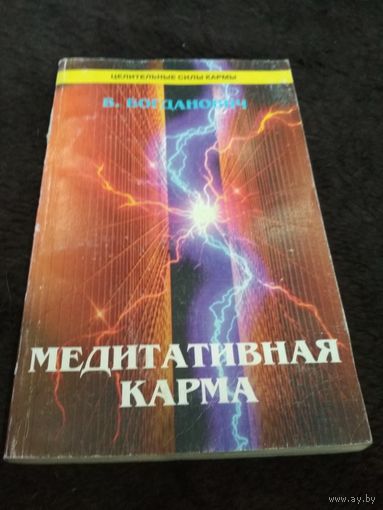 ЦЕЛИТЕЛЬНЫЕ СИЛЫ КАРМЫ
В. БОГДАНОВИЧ
МЕДИТАТИВНАЯ
КАРМА
www.ay.by